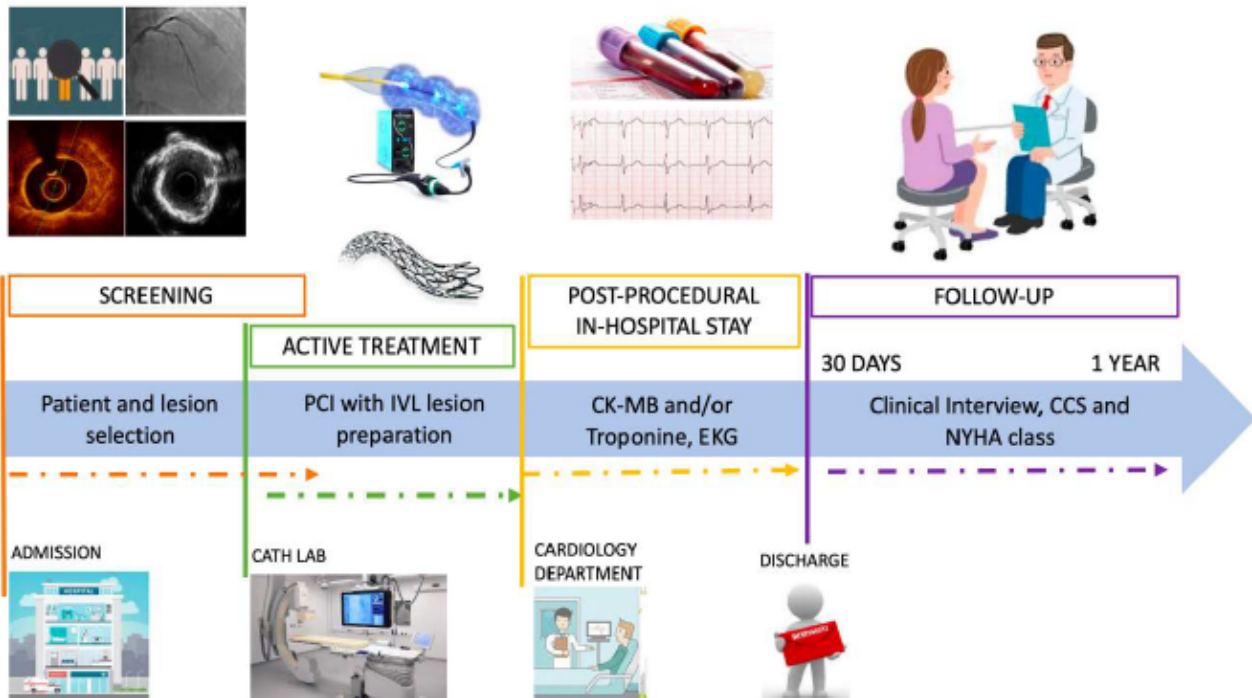 SCREENING
ACTIVE TREATMENT
POST-PROCEDURAL
IN-HOSPITAL STAY
FOLLOW-UP
30 DAYS
1 YEAR
Patient and lesion
selection
PCI with IVL lesion
preparation
CK-MB and/or
Troponine, EKG
Clinical Interview, CCS and
NYHA class
ADMISSION
CATH LAB
CARDIOLOGY
DEPARTMENT
DISCHARGE
HOSPITAL